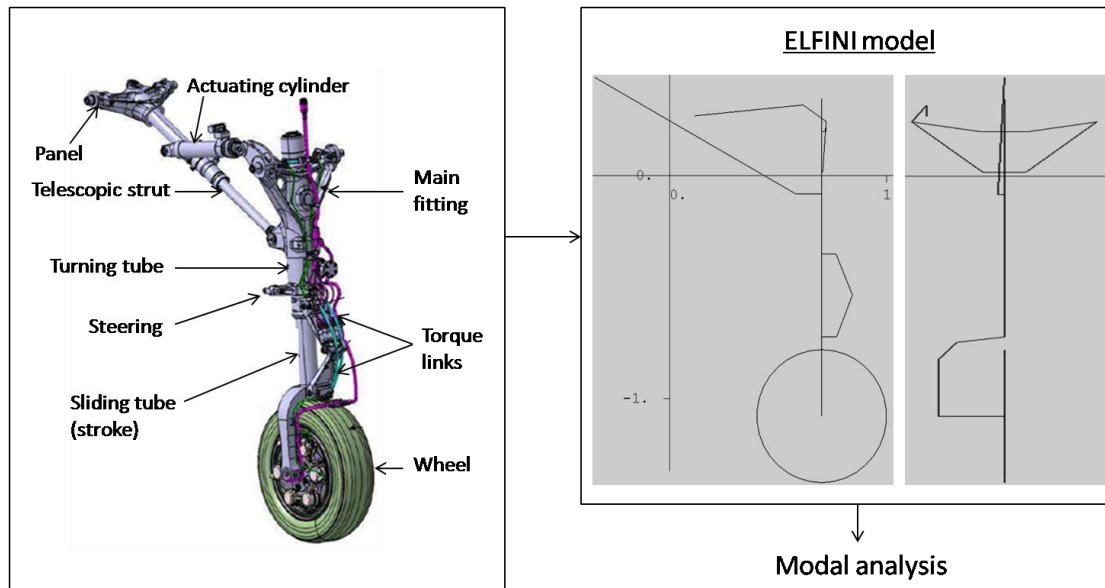 Actuating cylinder
Panel
Telescopic strut
Main
fitting
Turning tube
Steering
Torque
links
Sliding tube
(stroke)
Wheel
ELFINI model
0.
0.
1
-1.
Modal analysis